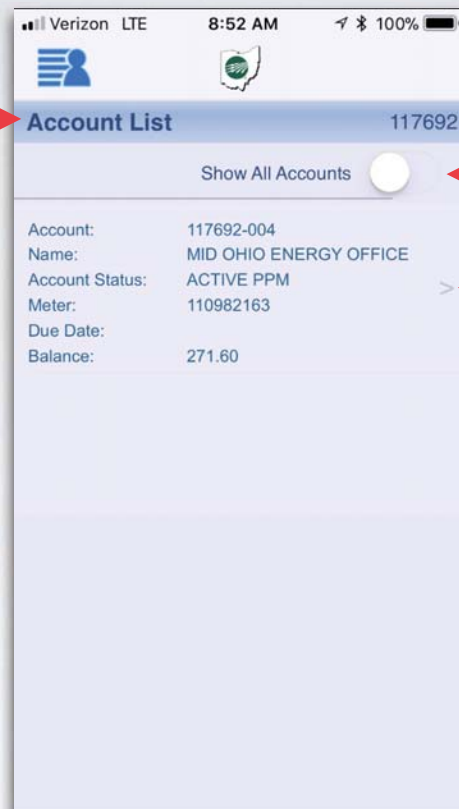 Verizon LTE 8:52 AM 100%
Account List 117692
Show All Accounts
Account: 117692-004
Name: MID OHIO ENERGY OFFICE
Account Status: ACTIVE PPM
Meter: 110982163
Due Date:
Balance: 271.60